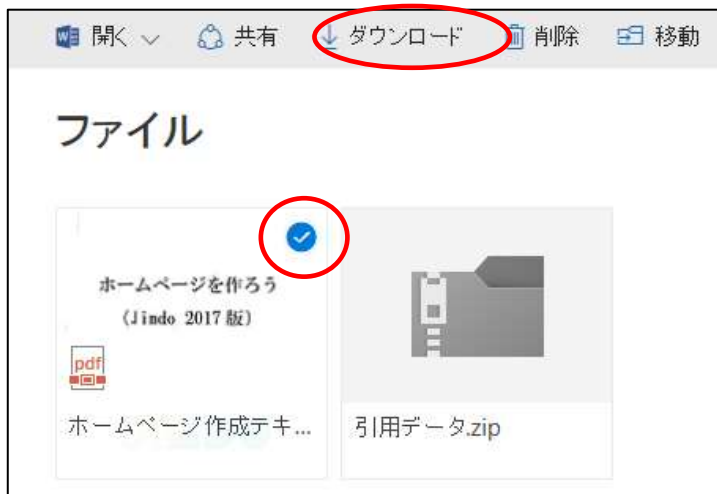 開く 共有 ダウンロード 削除 移動
ファイル
ホームページを作ろう
(Jindo 2017 版)
pdf
ホームページ作成テキ...
引用データ.zip